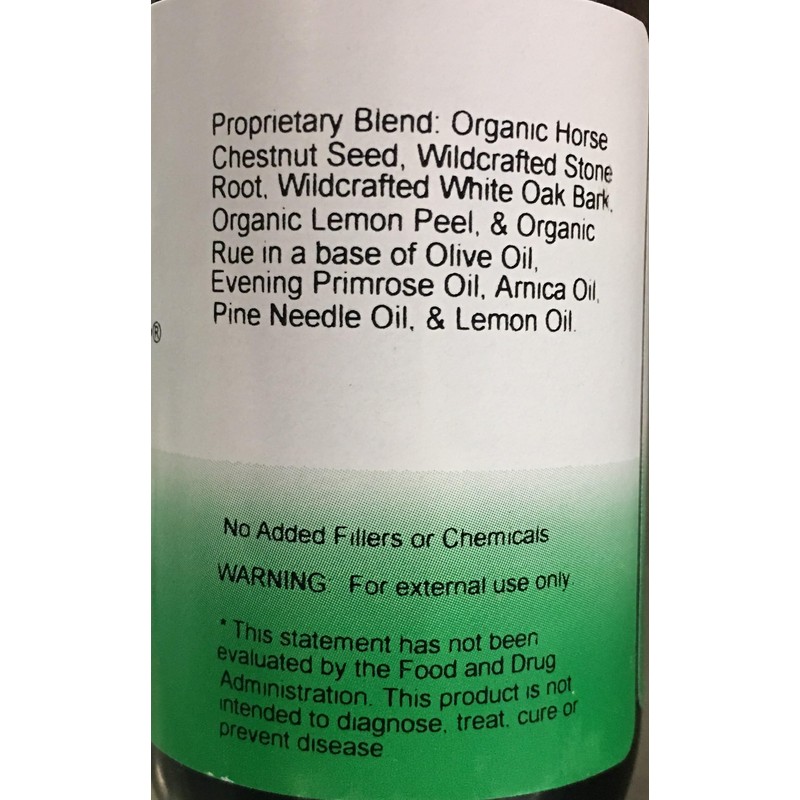 Proprietary Blend: Organic Horse
Chestnut Seed, Wildcrafted Stone
Root, Wildcrafted White Oak Bark,
Organic Lemon Peel, & Organic
Rue in a base of Olive Oil,
Evening Primrose Oil, Arnica Oil,
Pine Needle Oil, & Lemon Oil.
®
No Added Fillers or Chemicals
WARNING: For external use only.
* This statement has not been
evaluated by the Food and Drug
Administration. This product is not
intended to diagnose, treat, cure or
prevent disease.